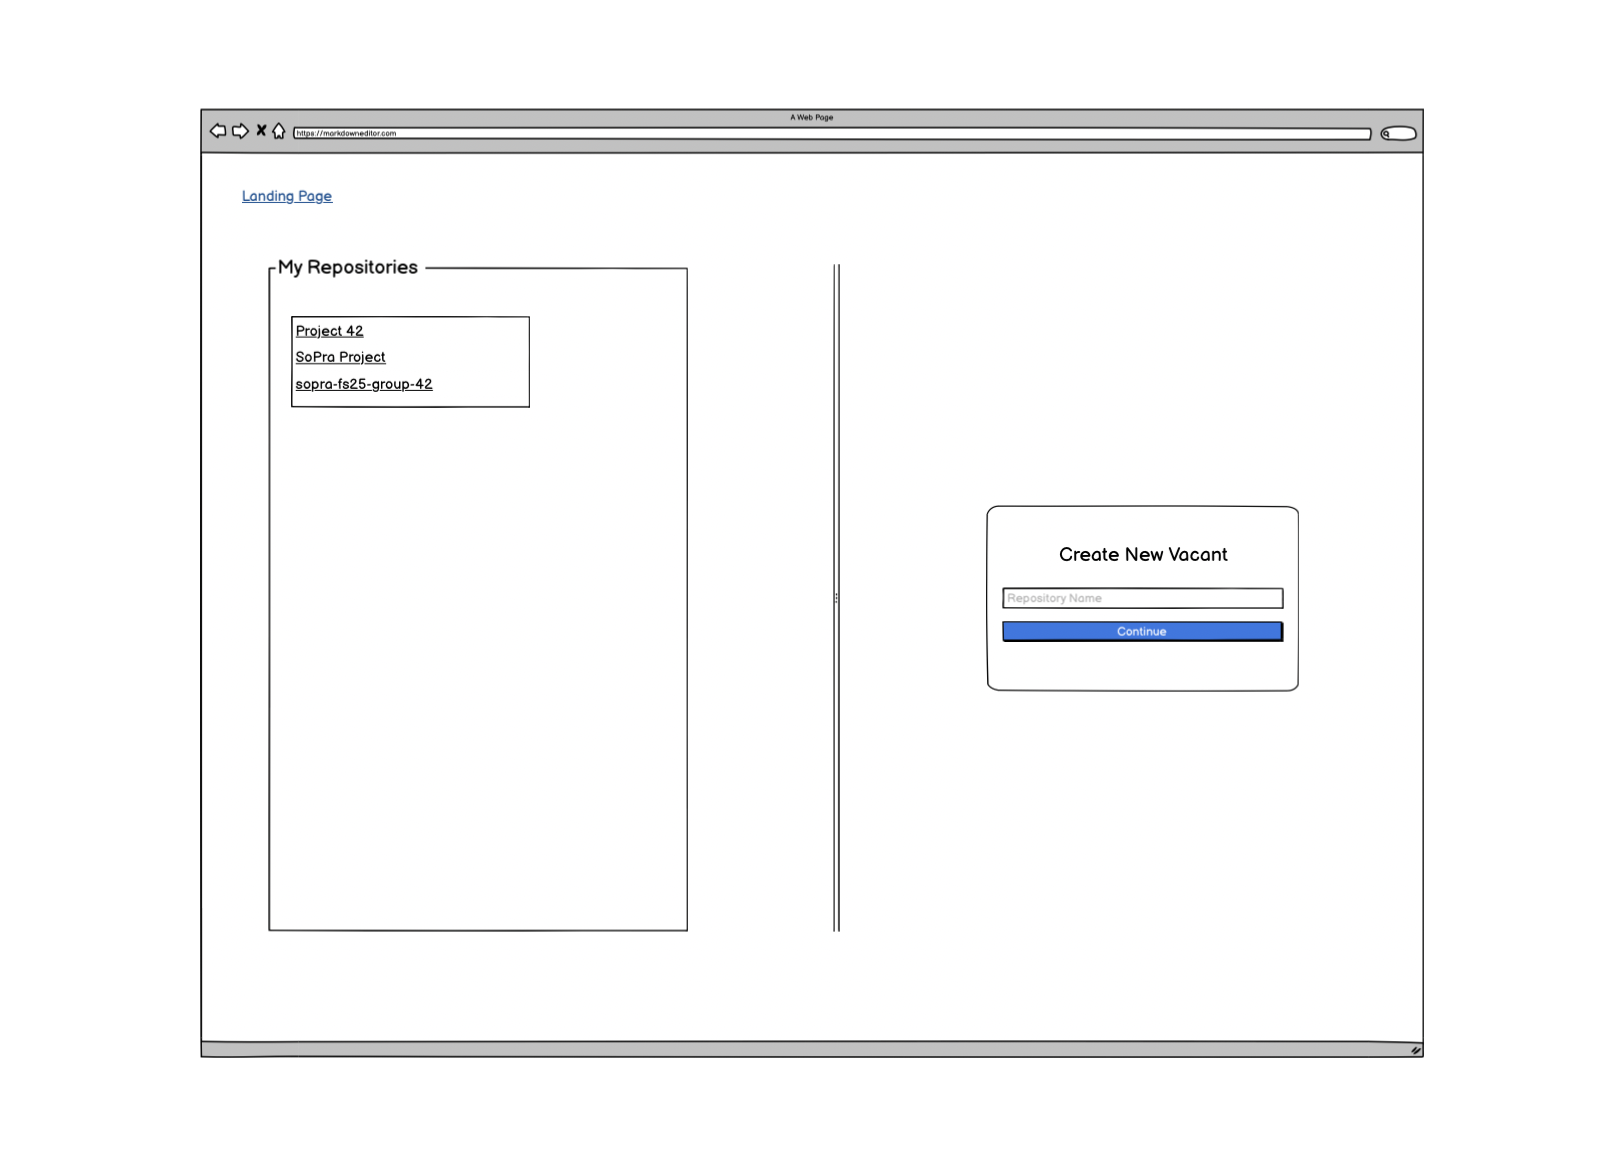 A Web Page
https://markdowneditor.com
Landing Page
My Repositories
Project 42
SoPra Project
sopra-fs25-group-42
Create New Vacant
Repository Name
Continue